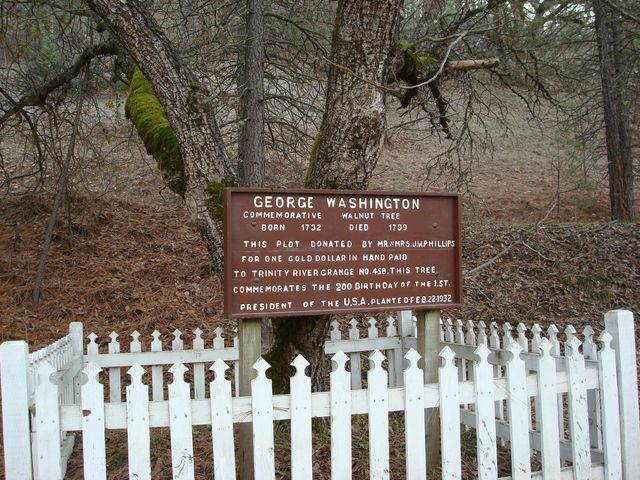 GEORGE WASHINGTON
COMMEMORATIVE WALNUT TREE
BORN 1732 DIED 1799
THIS PLOT DONATED BY MR.&MRS.J.W.PHILLIPS
FOR ONE GOLD DOLLAR IN HAND PAID
TO TRINITY RIVER GRANGE NO.458. THIS TREE
COMMEMORATES THE 200 BIRTHDAY OF THE 1.ST.
PRESIDENT OF THE U.S.A. PLANTED FEB.22-1932